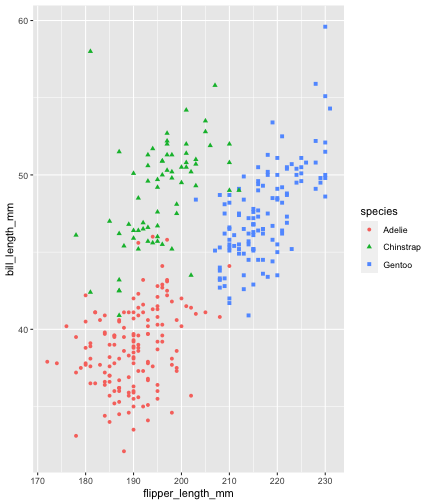 60
50
40
bill_length_mm
170 180 190 200 210 220 230
flipper_length_mm
species
Adelie
Chinstrap
Gentoo